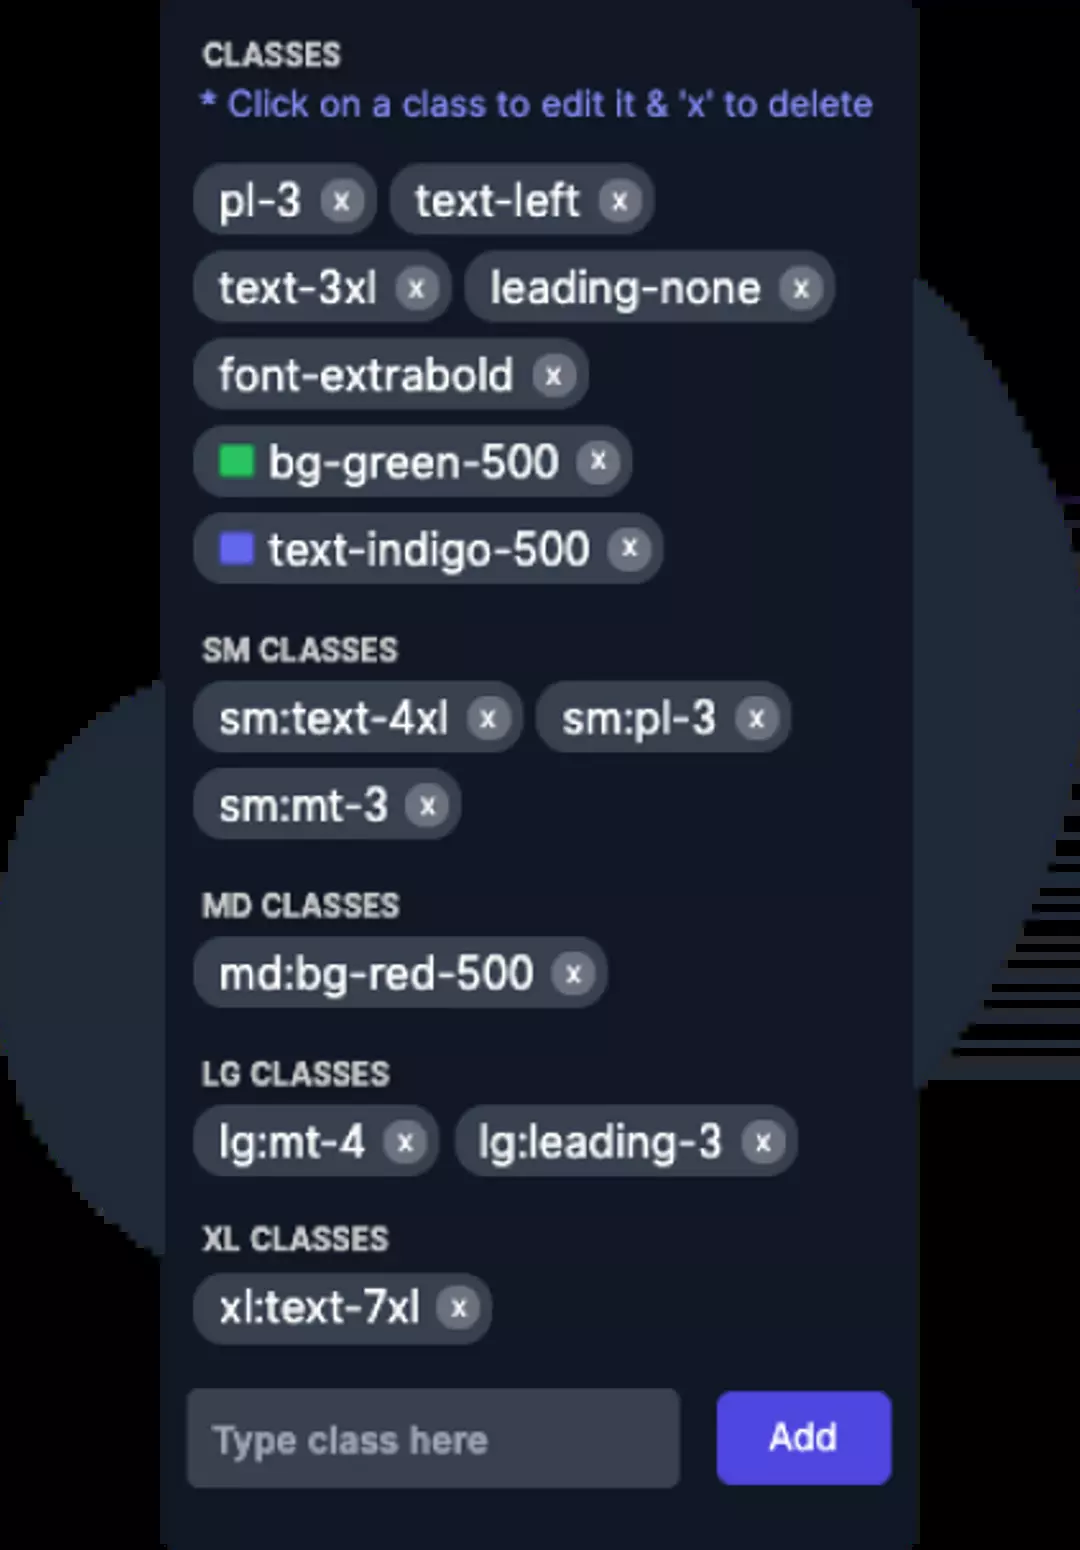 CLASSES
* Click on a class to edit it & 'x' to delete
pl-3 x text-left x
text-3xl x leading-none x
font-extrabold x
bg-green-500 x
text-indigo-500 x
SM CLASSES
sm:text-4xl x sm:pl-3 x
sm:mt-3 x
MD CLASSES
md:bg-red-500 x
LG CLASSES
lg:mt-4 x lg:leading-3 x
XL CLASSES
xl:text-7xl x
Type class here Add